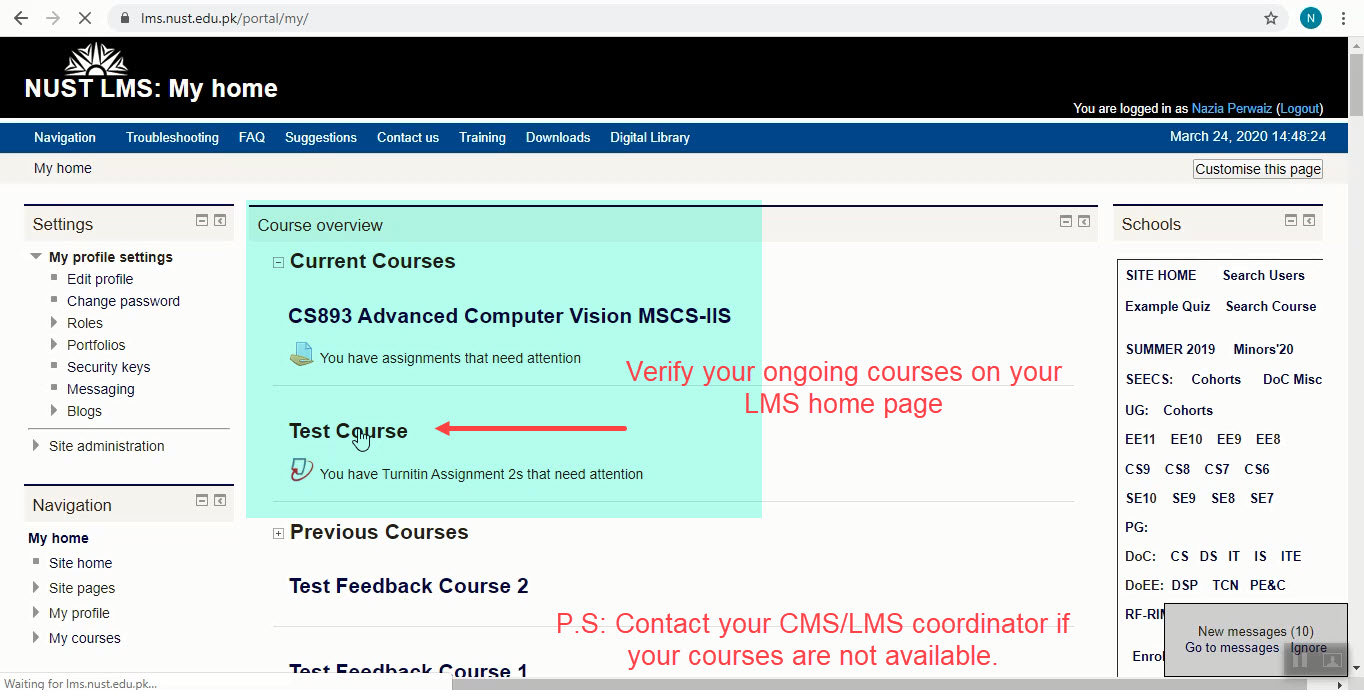 lms.nust.edu.pk/portal/my/
N
NUST LMS: My home
You are logged in as Nazia Perwaiz (Logout)
Navigation Troubleshooting FAQ Suggestions Contact us Training Downloads Digital Library March 24, 2020 14:48:24
My home
Customise this page
Settings
My profile settings
Edit profile
Change password
Roles
Portfolios
Security keys
Messaging
Blogs
Site administration
Navigation
My home
Site home
Site pages
My profile
My courses
Course overview
Current Courses
CS893 Advanced Computer Vision MSCS-IIS
You have assignments that need attention
Verify your ongoing courses on your
LMS home page
Test Course
You have Turnitin Assignment 2s that need attention
Previous Courses
Test Feedback Course 2
P.S: Contact your CMS/LMS coordinator if
your courses are not available.
Test Feedback Course 1
Schools
SITE HOME Search Users
Example Quiz Search Course
SUMMER 2019 Minors'20
SEECS: Cohorts DoC Misc
UG: Cohorts
EE11 EE10 EE9 EE8
CS9 CS8 CS7 CS6
SE10 SE9 SE8 SE7
PG:
DoC: CS DS IT IS ITE
DoEE: DSP TCN PE&C
New messages (10)
Go to messages Ignore
Waiting for lms.nust.edu.pk...